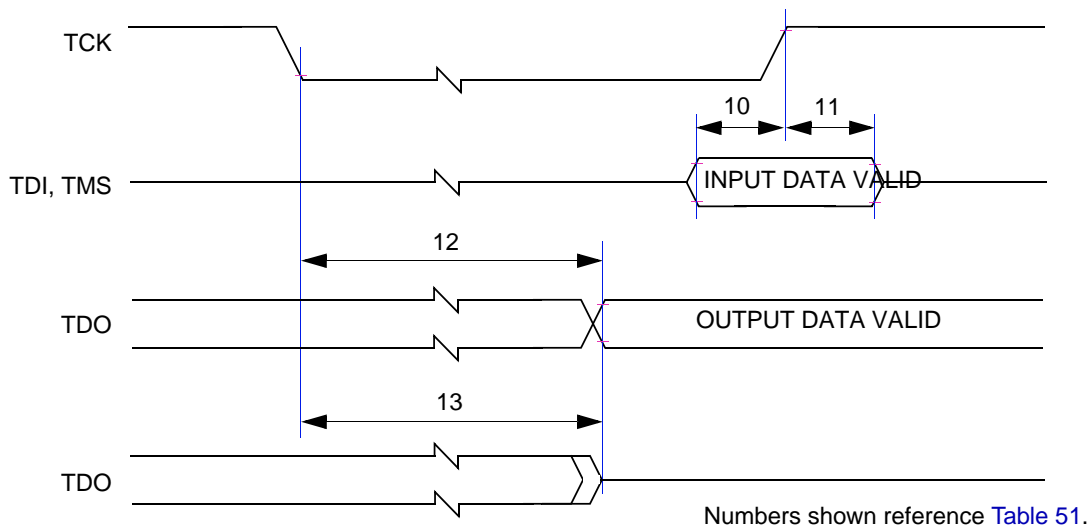 TCK
10
11
TDI, TMS
INPUT DATA VALID
12
TDO
OUTPUT DATA VALID
13
TDO
Numbers shown reference Table 51.